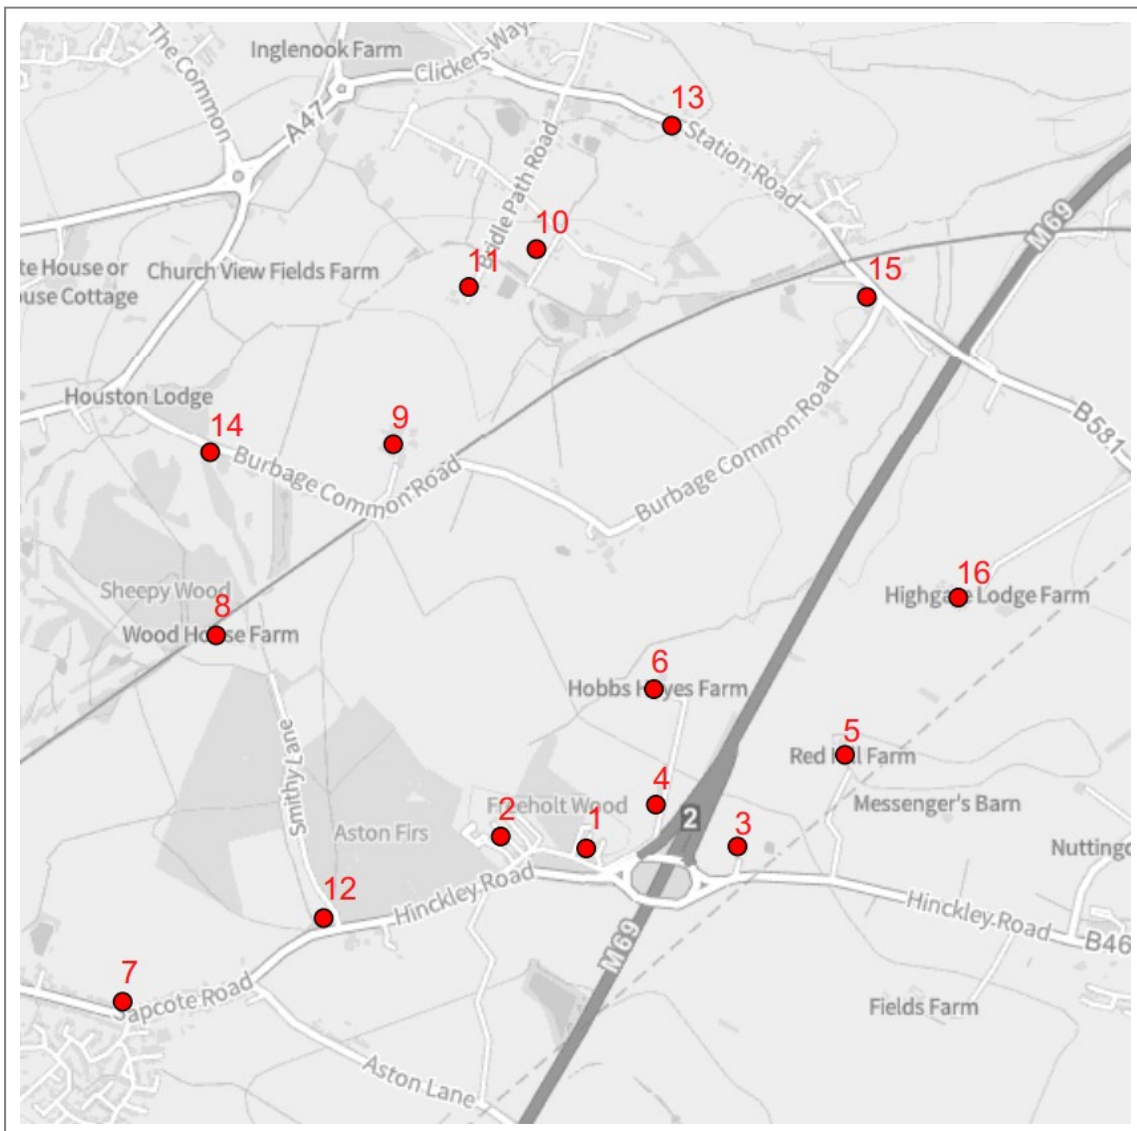 The Common
Inglenook Farm
Clickers Way
A47
13
Station Road
Bridle Path Road
M69
10
11
te House or
ouse Cottage
Church View Fields Farm
15
Houston Lodge
14
9
Burbage Common Road
Burbage Common Road
B581
Sheepy Wood
8
Wood House Farm
16
Highgate Lodge Farm
6
Hobbs Hayes Farm
5
Red Hill Farm
Smithy Lane
4
Freeholt Wood
2
1
2
3
Messenger's Barn
Aston Firs
Nuttingo
12
Hinckley Road
Hinckley Road
B46
M69
7
Sapcote Road
Fields Farm
Aston Lane